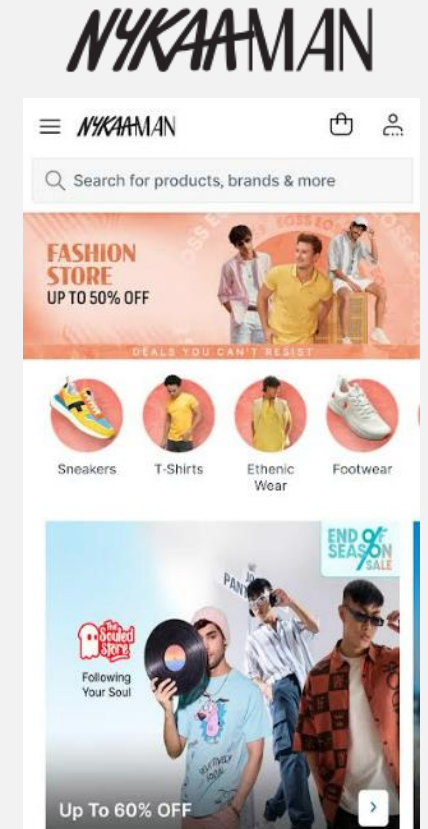 NYKAAMAN
NYKAAMAN
Search for products, brands & more
FASHION
STORE
UP TO 50% OFF
DEALS YOU CAN'T RESIST
Sneakers
T-Shirts
Ethenic
Wear
Footwear
END OF
SEASON
SALE
The
Souled
Store
Following
Your Soul
Up To 60% OFF